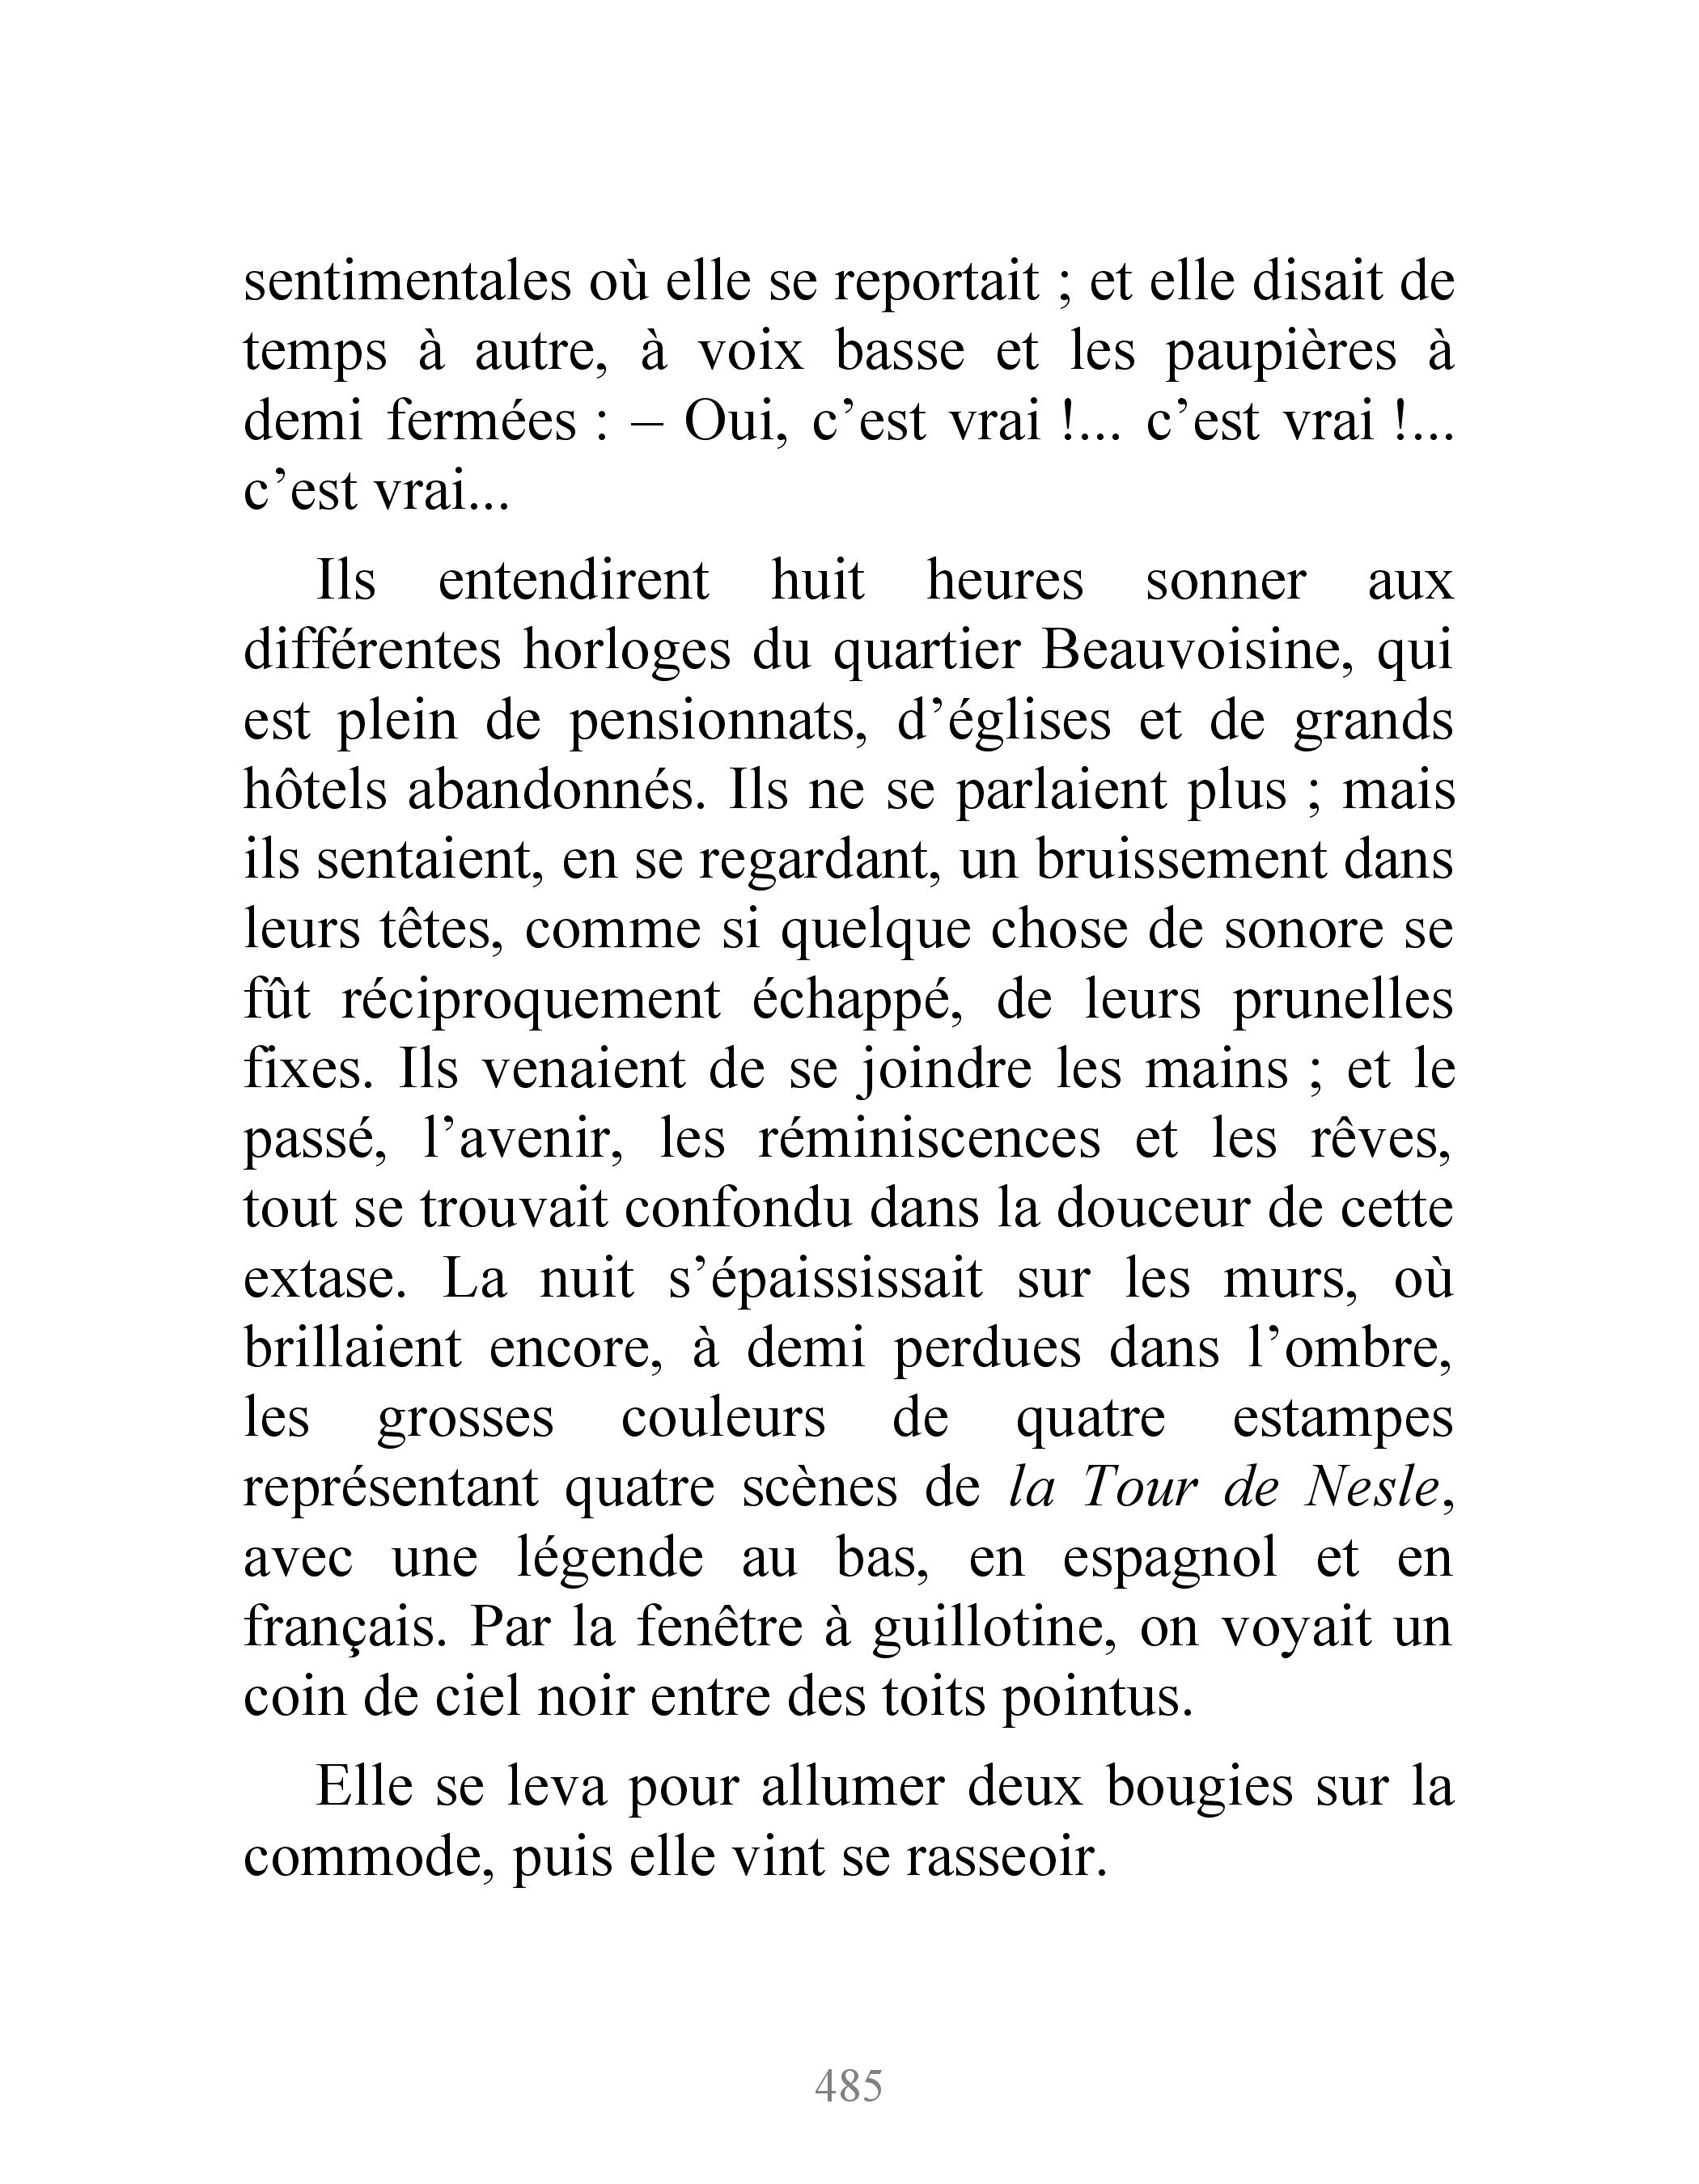 sentimentales où elle se reportait ; et elle disait de
temps à autre, à voix basse et les paupières à
demi fermées : – Oui, c’est vrai !... c’est vrai !...
c’est vrai...
Ils entendirent huit heures sonner aux
différentes horloges du quartier Beauvoisine, qui
est plein de pensionnats, d’églises et de grands
hôtels abandonnés. Ils ne se parlaient plus ; mais
ils sentaient, en se regardant, un bruissement dans
leurs têtes, comme si quelque chose de sonore se
fût réciproquement échappé, de leurs prunelles
fixes. Ils venaient de se joindre les mains ; et le
passé, l’avenir, les réminiscences et les rêves,
tout se trouvait confondu dans la douceur de cette
extase. La nuit s’épaississait sur les murs, où
brillaient encore, à demi perdues dans l’ombre,
les grosses couleurs de quatre estampes
représentant quatre scènes de la Tour de Nesle,
avec une légende au bas, en espagnol et en
français. Par la fenêtre à guillotine, on voyait un
coin de ciel noir entre des toits pointus.
Elle se leva pour allumer deux bougies sur la
commode, puis elle vint se rasseoir.
485